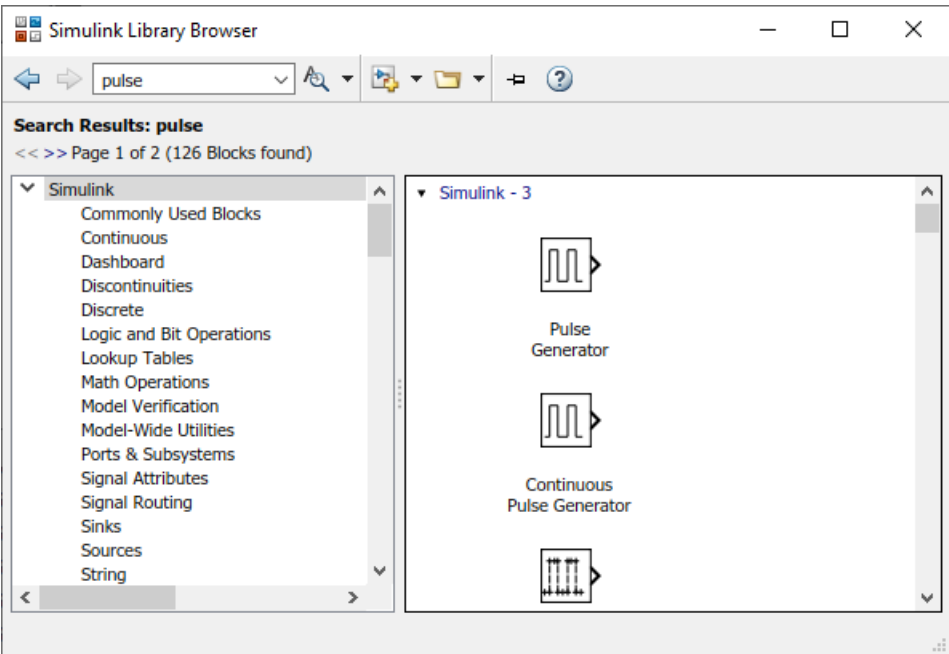 Simulink Library Browser
pulse
Search Results: pulse
<< >> Page 1 of 2 (126 Blocks found)
Simulink
Commonly Used Blocks
Continuous
Dashboard
Discontinuities
Discrete
Logic and Bit Operations
Lookup Tables
Math Operations
Model Verification
Model-Wide Utilities
Ports & Subsystems
Signal Attributes
Signal Routing
Sinks
Sources
String
Simulink - 3
Pulse
Generator
Continuous
Pulse Generator